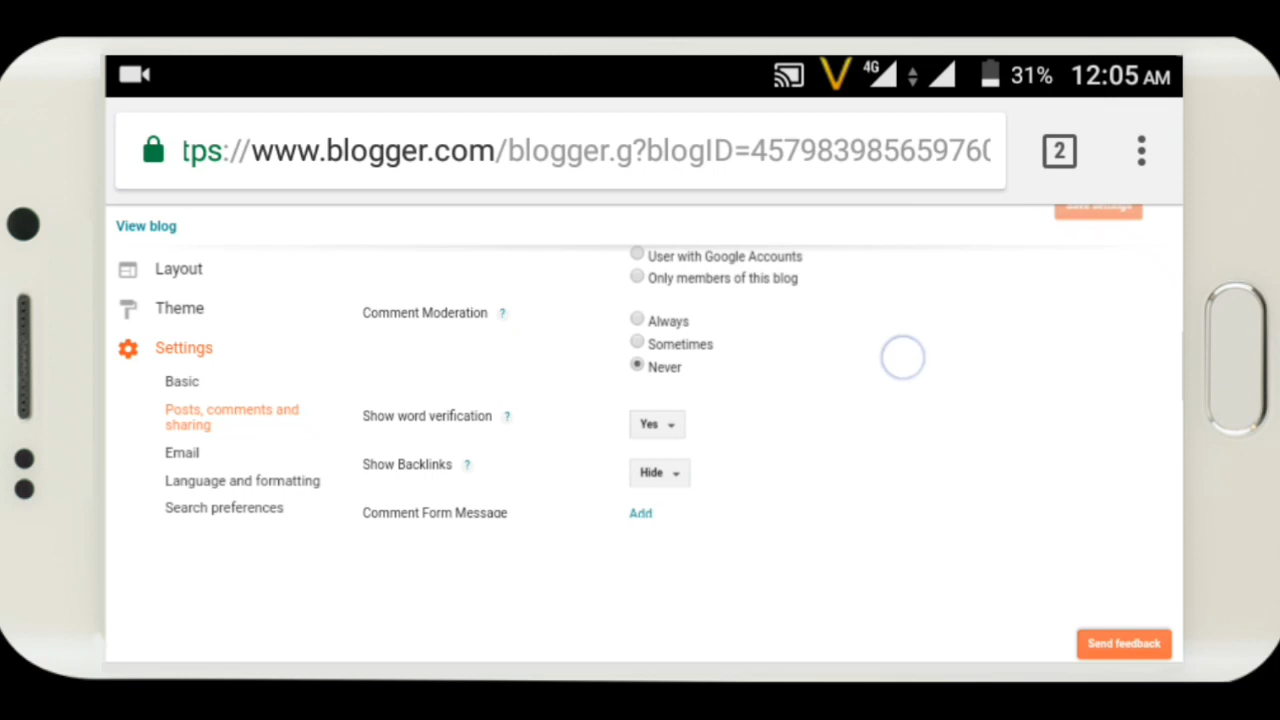 4G 31% 12:05 AM
tps://www.blogger.com/blogger.g?blogID=457983985659760 2
View blog
Save settings
Layout
Theme
Settings
Basic
Posts, comments and
sharing
Email
Language and formatting
Search preferences
User with Google Accounts
Only members of this blog
Comment Moderation ?
Always
Sometimes
Never
Show word verification ? Yes
Show Backlinks ? Hide
Comment Form Message Add
Send feedback